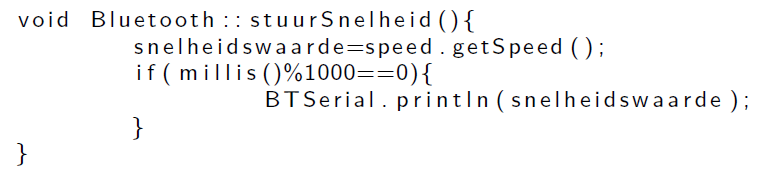 void Bluetooth::stuurSnelheid(){
snelheidswaarde=speed.getSpeed();
if(millis()%1000==0){
BTSerial.println(snelheidswaarde);
}
}